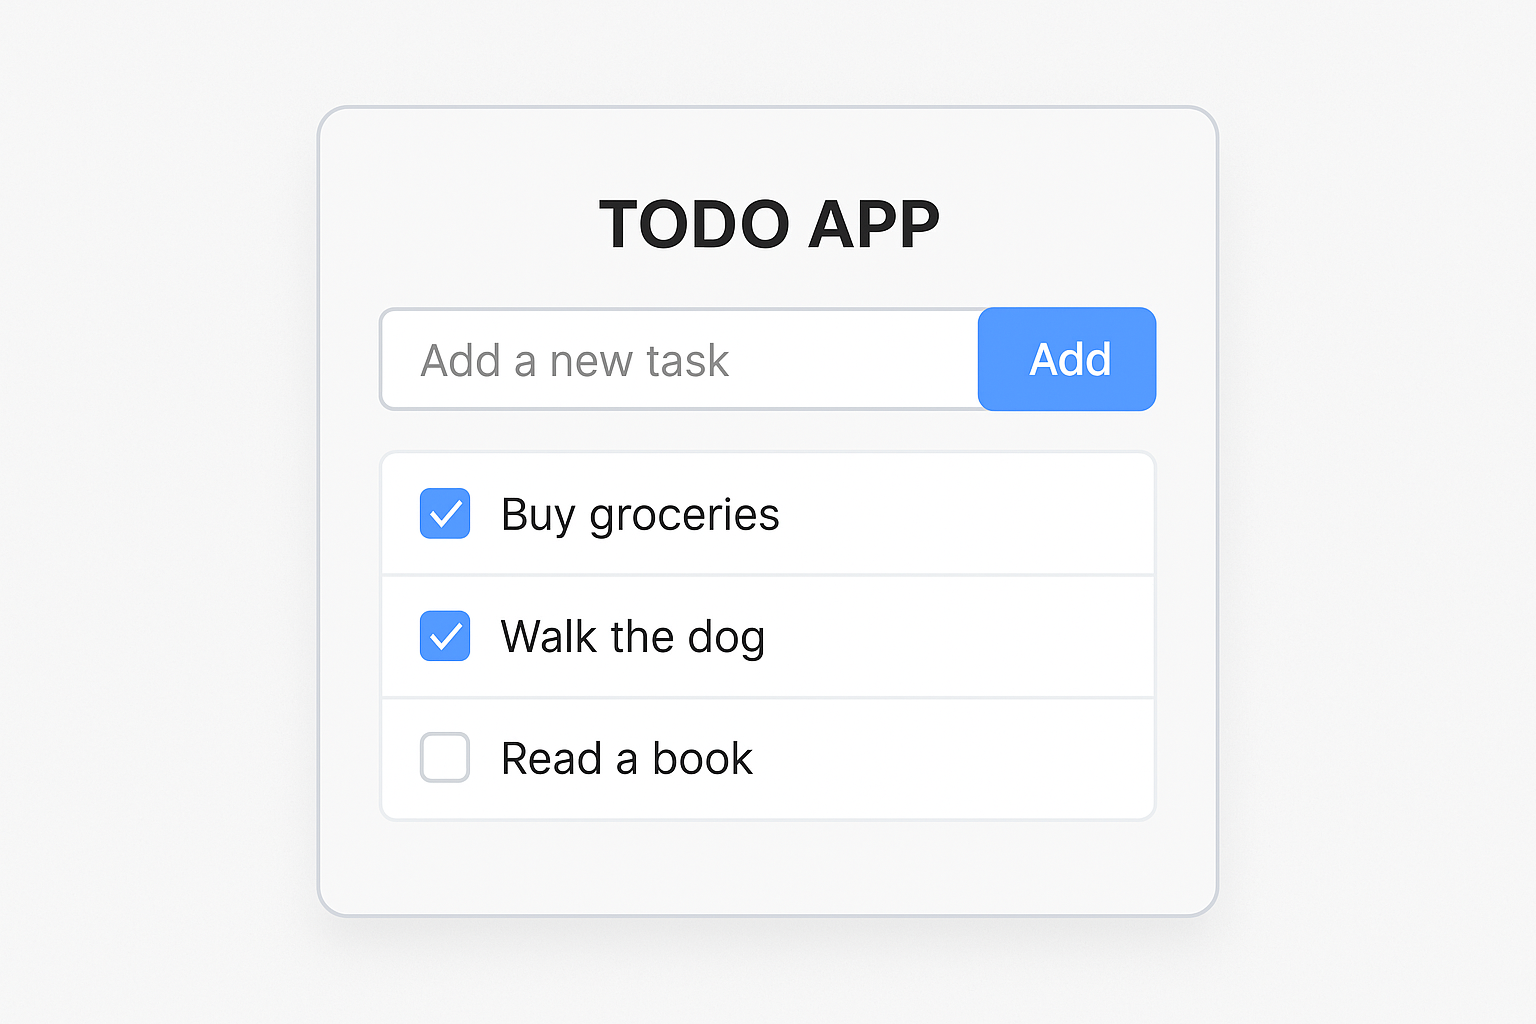 TODO APP
Add a new task
Add
Buy groceries
Walk the dog
Read a book